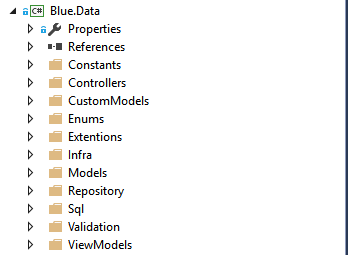 C# Blue.Data
Properties
References
Constants
Controllers
CustomModels
Enums
Extentions
Infra
Models
Repository
Sql
Validation
ViewModels